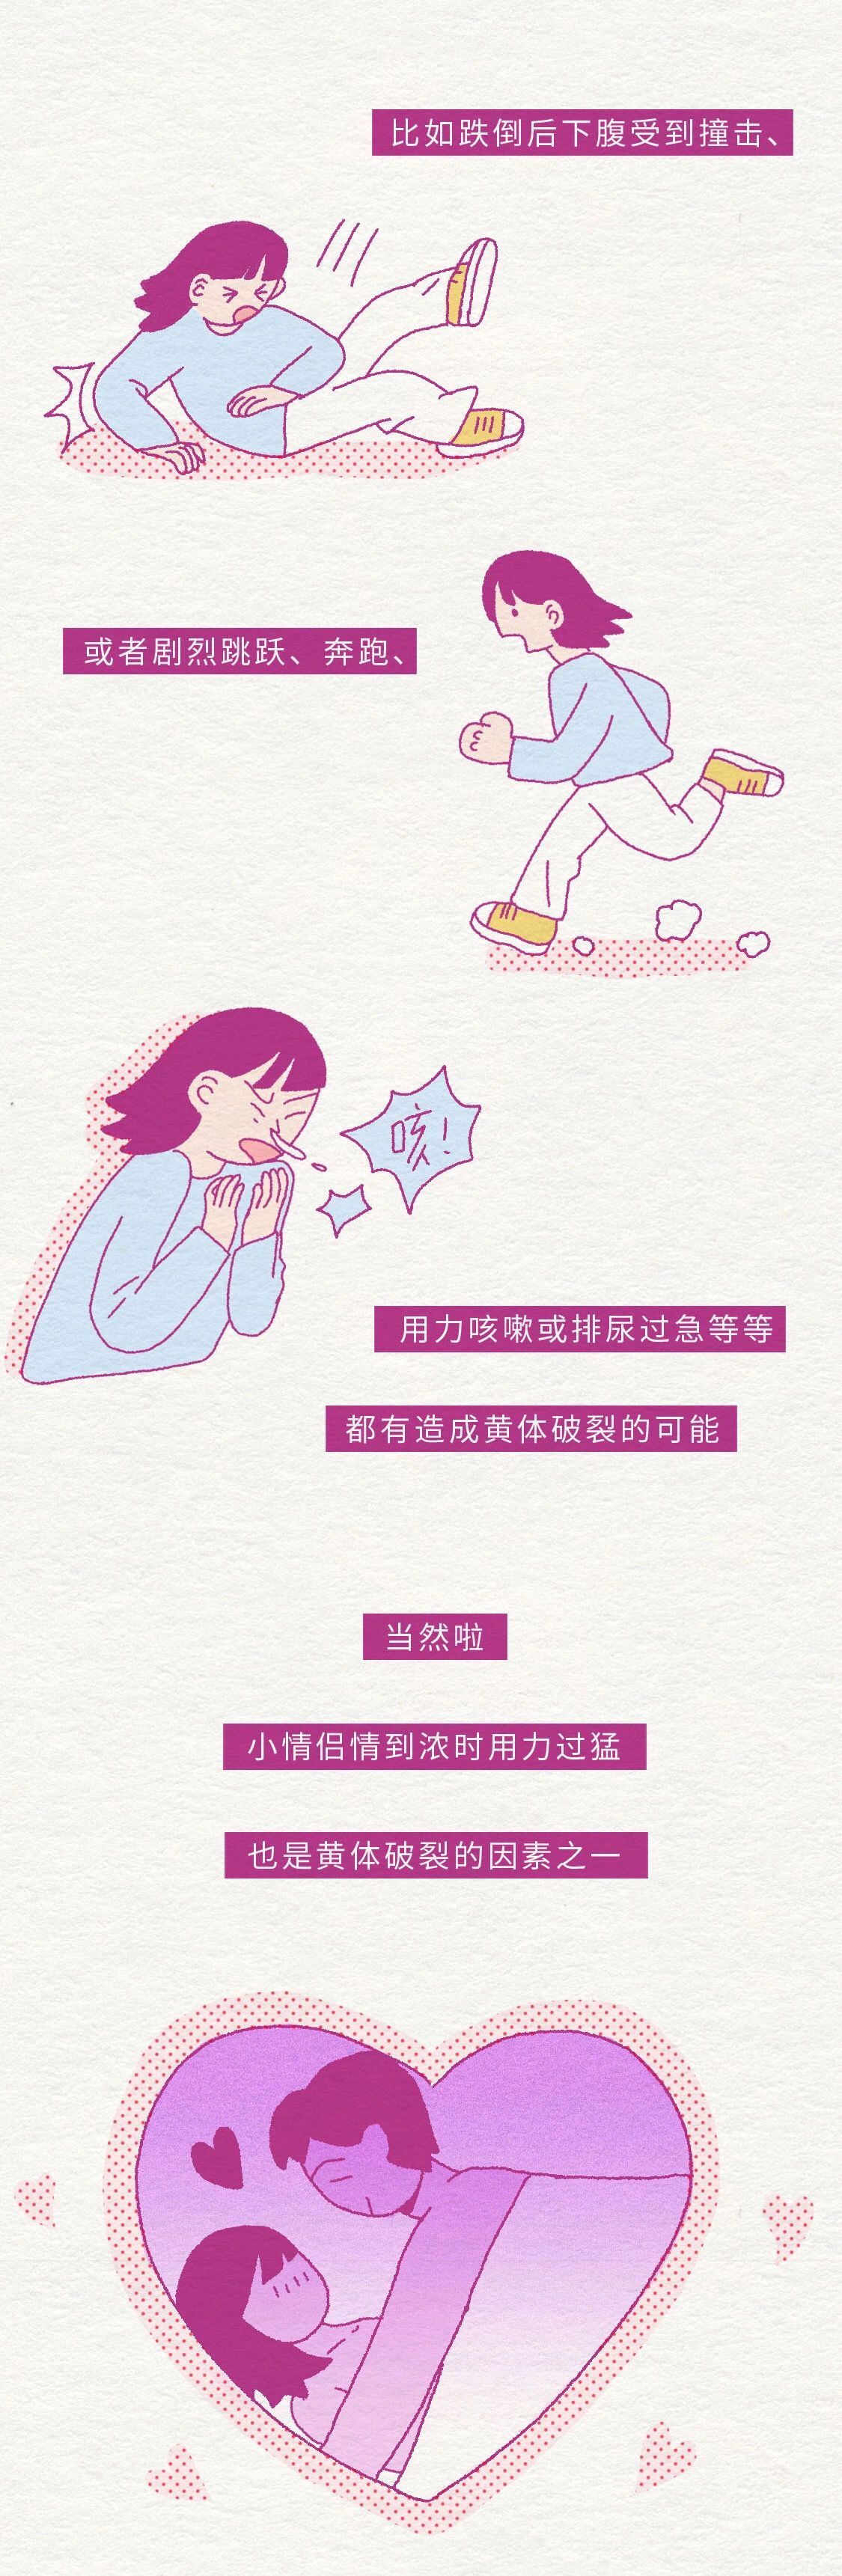 比如跌倒后下腹受到撞击、
或者剧烈跳跃、奔跑、
咳!
用力咳嗽或排尿过急等等
都有造成黄体破裂的可能
当然啦
小情侣情到浓时用力过猛
也是黄体破裂的因素之一